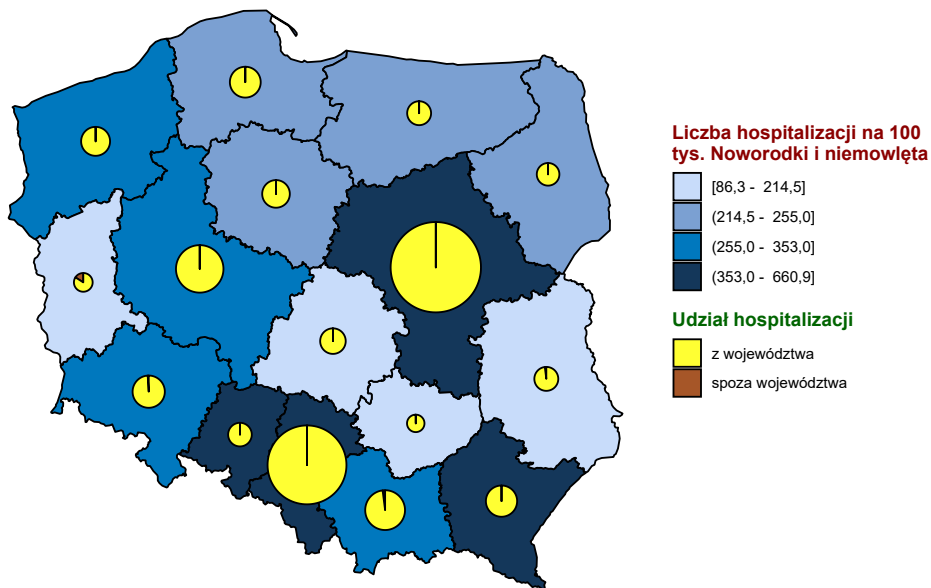 Liczba hospitalizacji na 100
tys. Noworodki i niemowlęta
[86,3 - 214,5]
(214,5 - 255,0]
(255,0 - 353,0]
(353,0 - 660,9]
Udział hospitalizacji
z województwa
spoza województwa